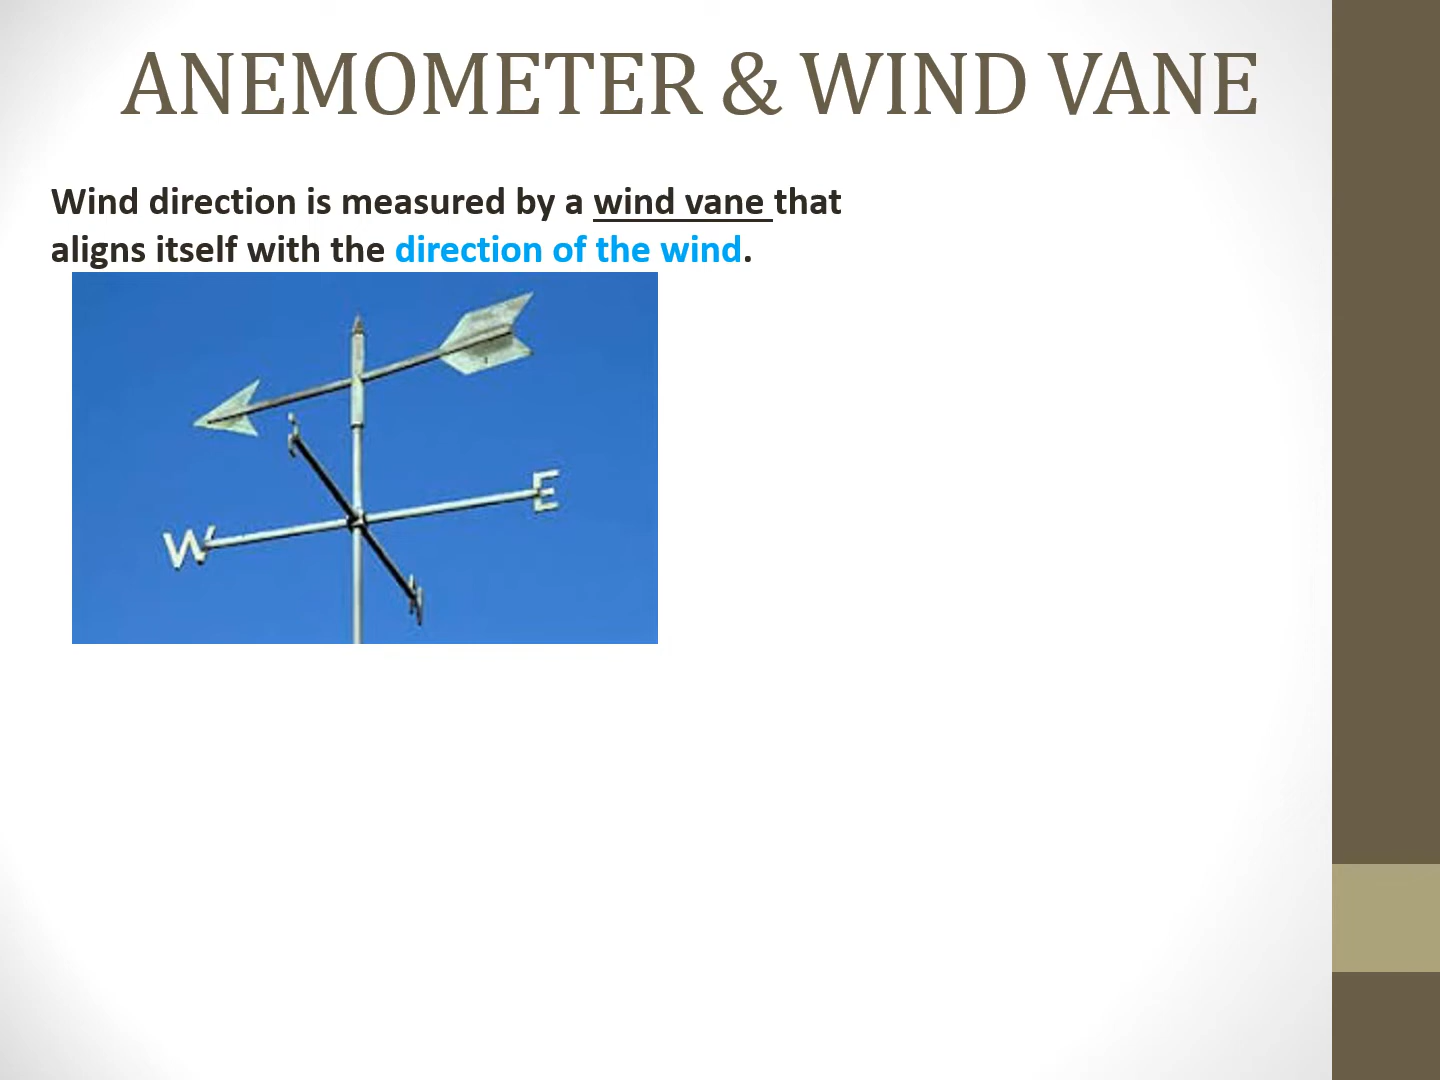 ANEMOMETER & WIND VANE
Wind direction is measured by a wind vane that
aligns itself with the direction of the wind.
E
W